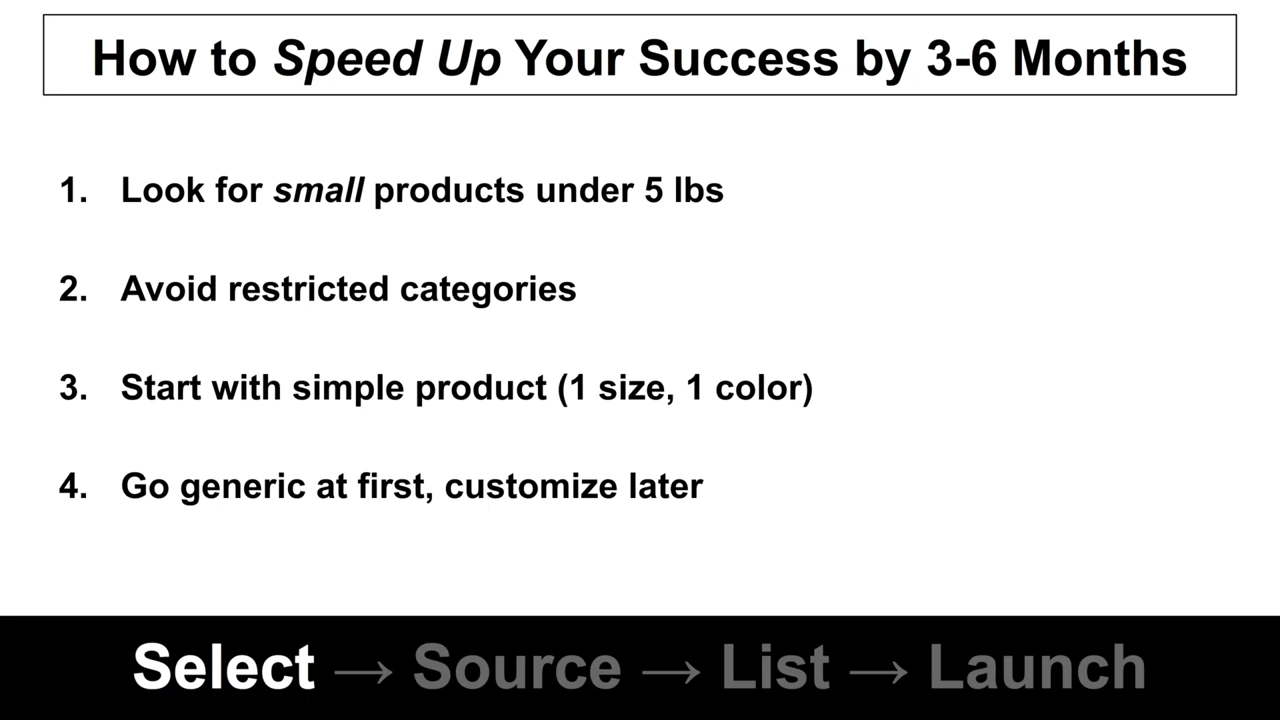 How to Speed Up Your Success by 3-6 Months
1. Look for small products under 5 lbs
2. Avoid restricted categories
3. Start with simple product (1 size, 1 color)
4. Go generic at first, customize later
Select → Source → List → Launch